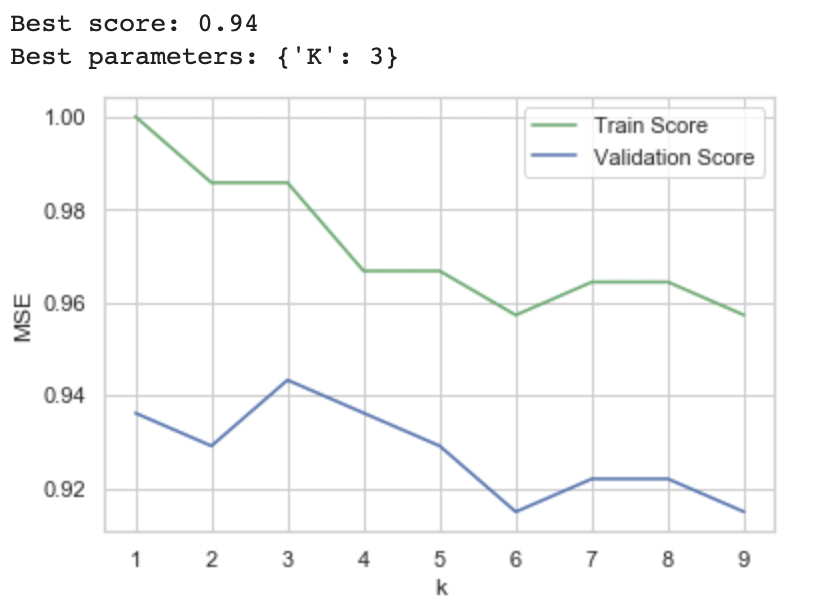 Best score: 0.94
Best parameters: {'K': 3}
1.00
0.98
0.96
0.94
0.92
MSE
Train Score
Validation Score
1 2 3 4 5 6 7 8 9
k